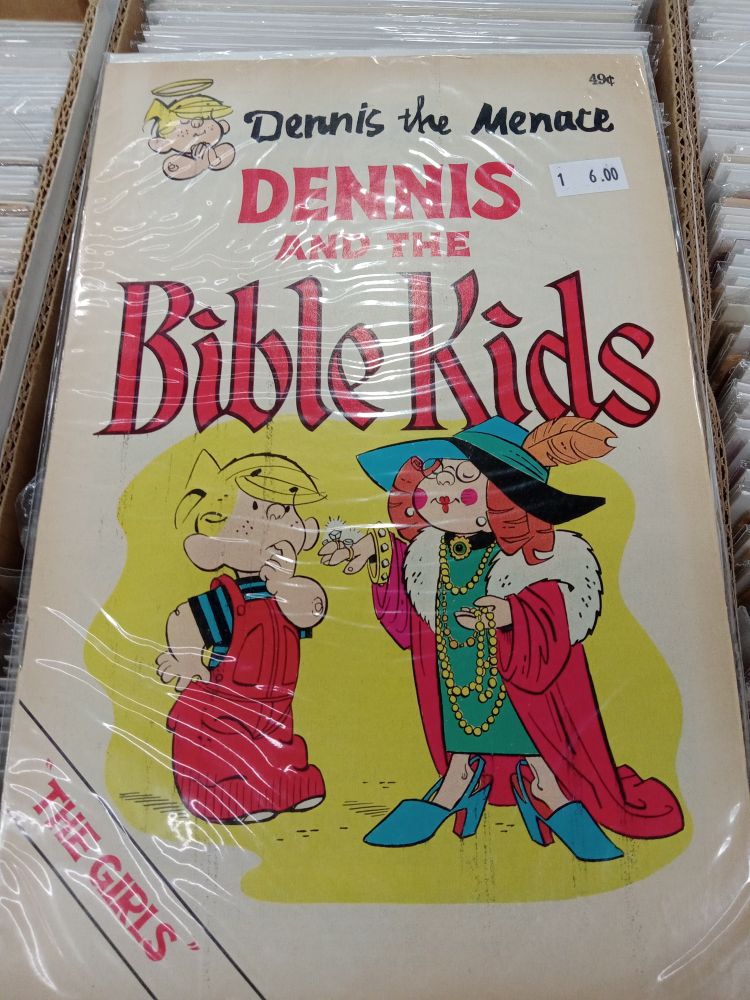 49¢
Dennis the Menace
1 6.00
DENNIS
AND THE
Bible Kids
"THE GIRLS"